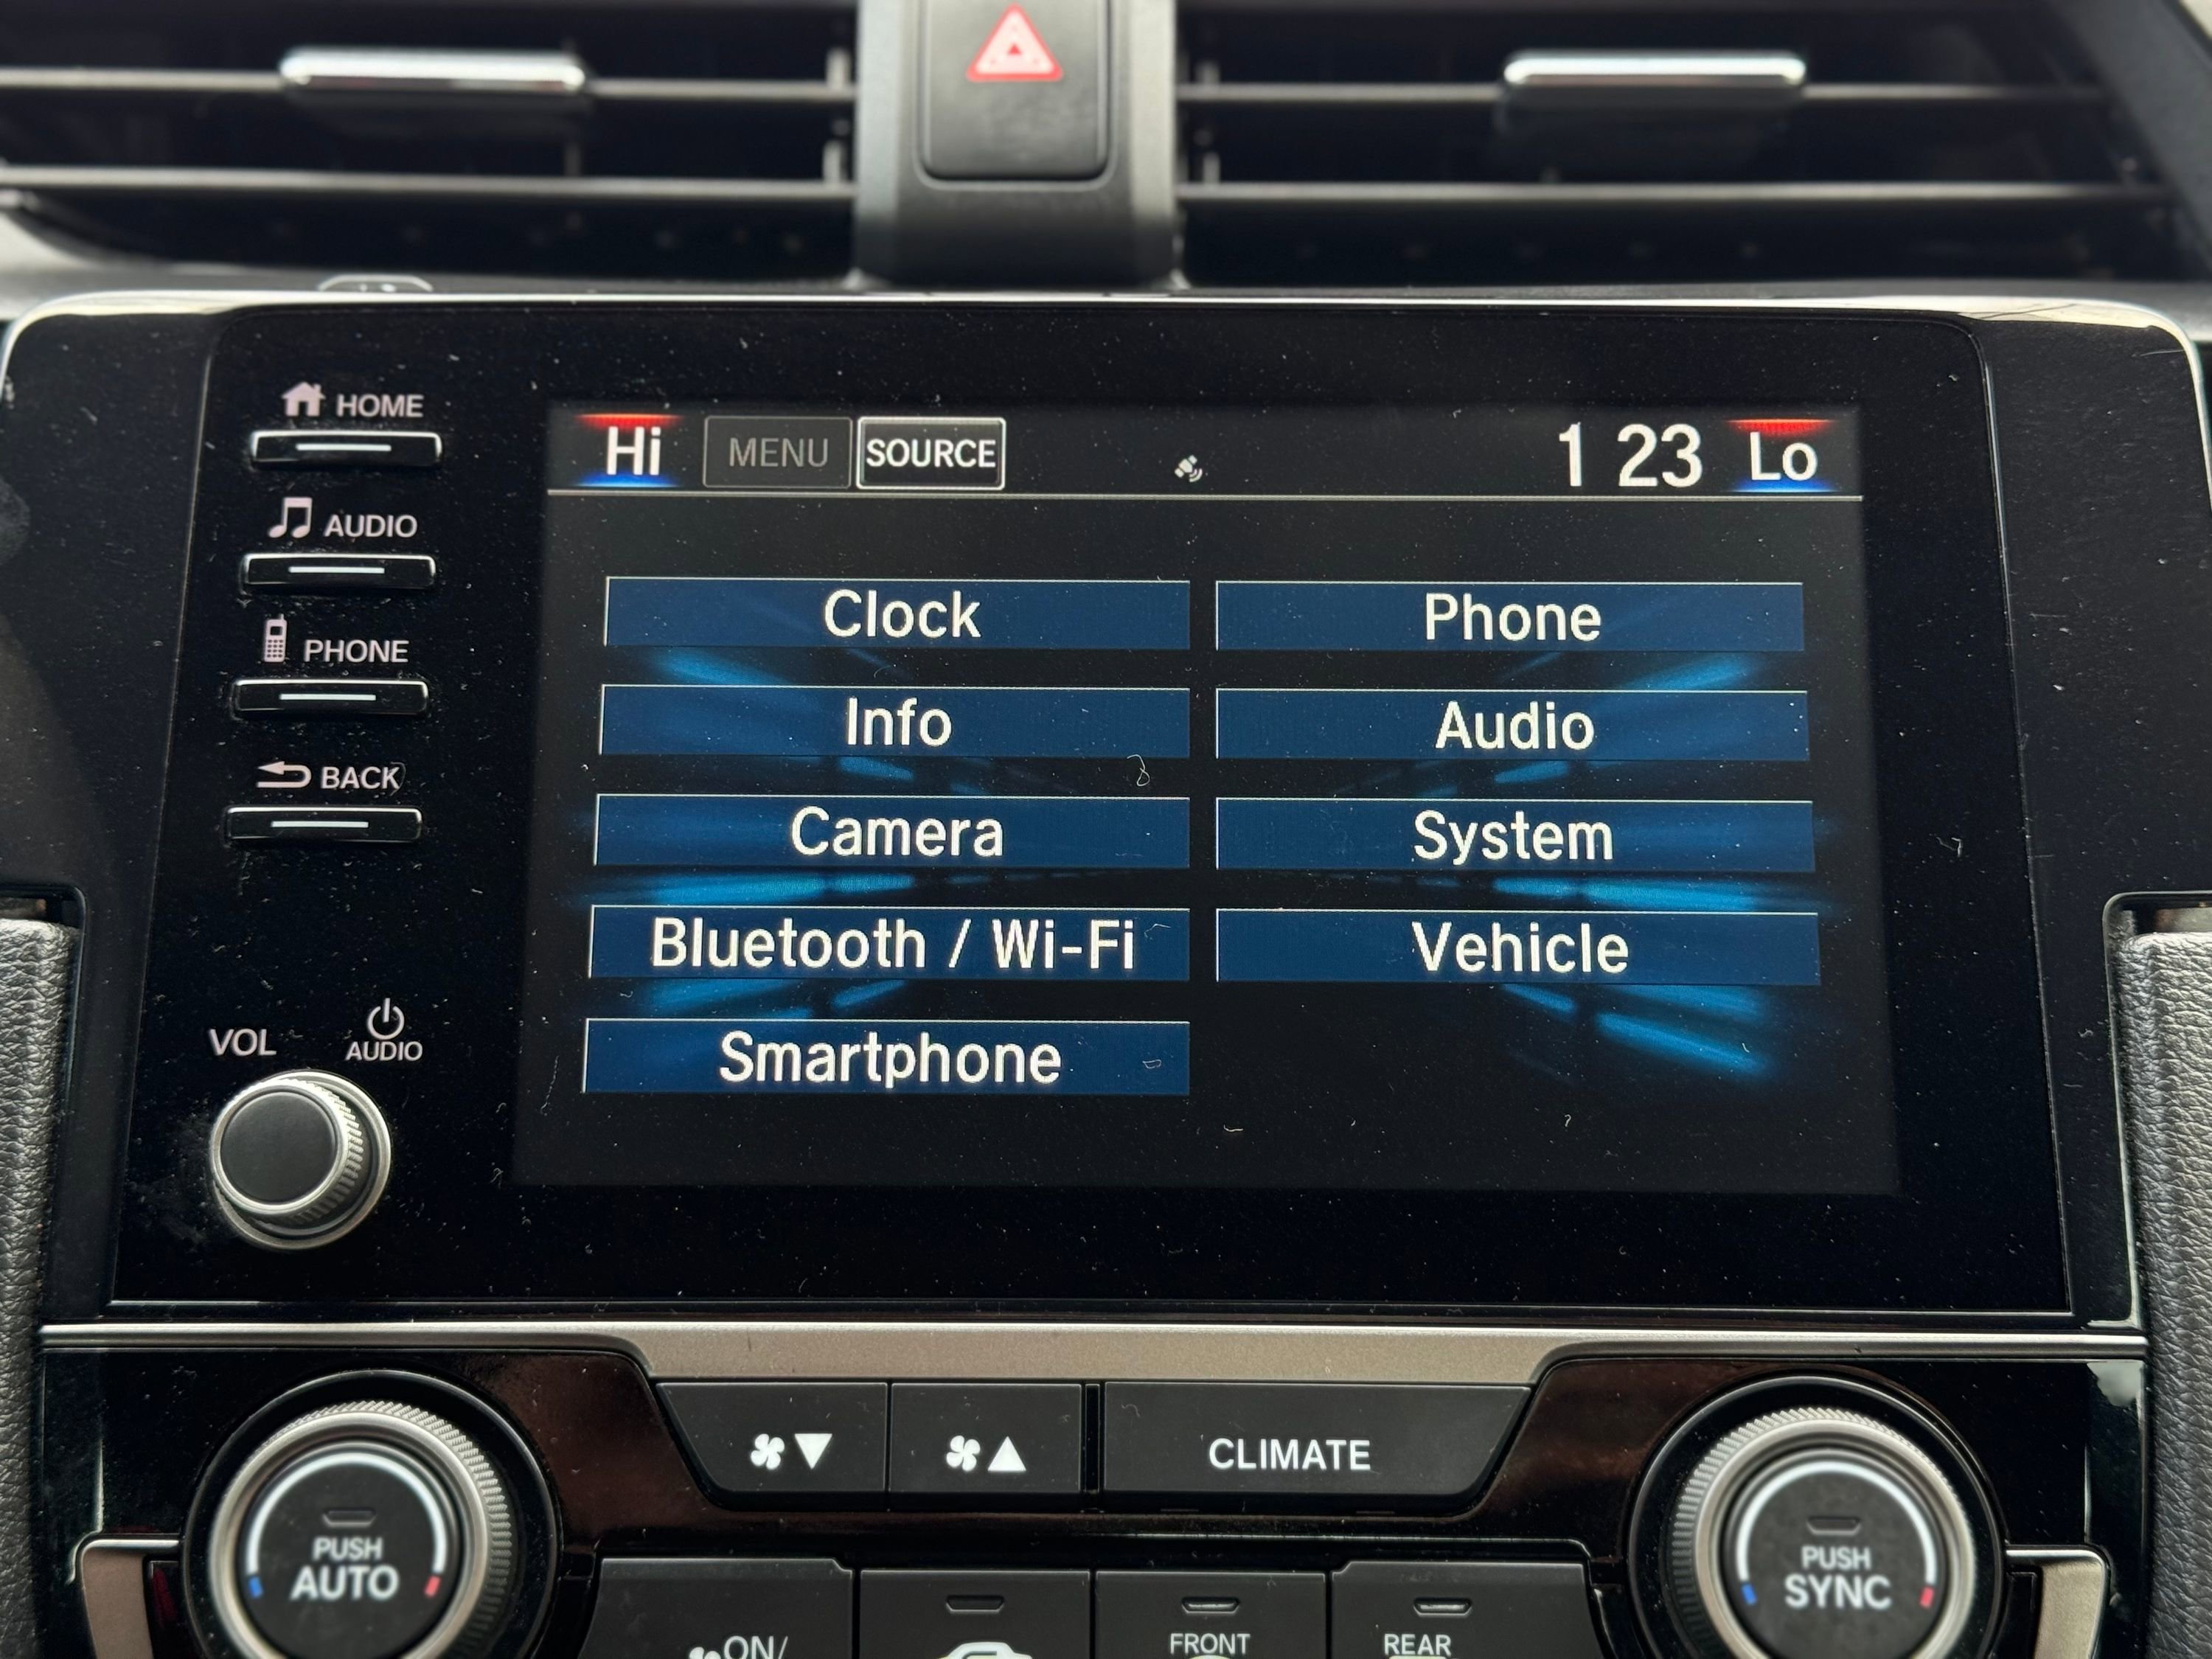 HOME
AUDIO
PHONE
BACK
VOL
AUDIO
Hi MENU SOURCE 1 23 Lo
Clock Phone
Info Audio
Camera System
Bluetooth / Wi-Fi Vehicle
Smartphone
CLIMATE
PUSH
AUTO
PUSH
SYNC
ON/
FRONT
REAR